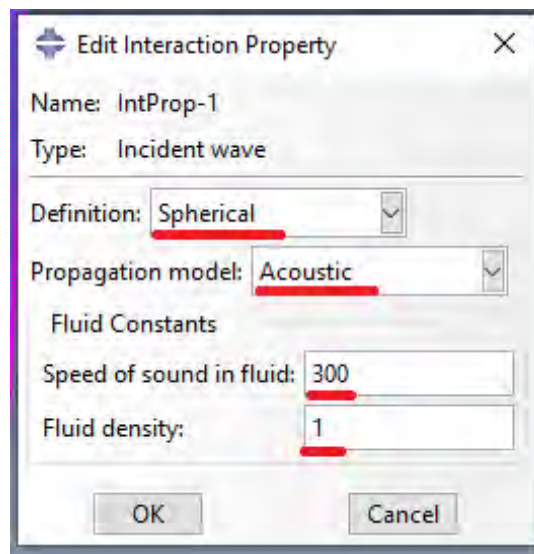 Edit Interaction Property
Name: IntProp-1
Type: Incident wave
Definition: Spherical
Propagation model: Acoustic
Fluid Constants
Speed of sound in fluid: 300
Fluid density: 1
OK Cancel